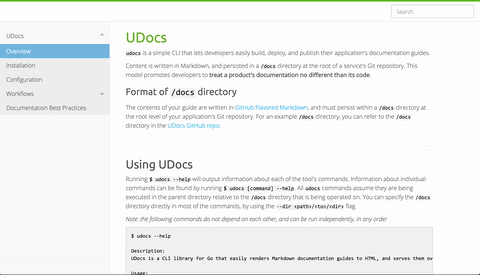 Search
UDocs
Overview
Installation
Configuration
Workflows
Documentation Best Practices
UDocs
udocs is a simple CLI that lets developers easily build, deploy, and publish their application's documentation guides.
Content is written in Markdown, and persisted in a /docs directory at the root of a service's Git repository. This
model promotes developers to treat a product's documentation no different than its code.
Format of /docs directory
The contents of your guide are written in GitHub Flavored Markdown, and must persist within a /docs directory at
the root level of your application's Git repository. For an example /docs directory, you can refer to the /docs
directory in the UDocs GitHub repo.
Using UDocs
Running $ udocs --help will output information about each of the tool's commands. Information about individual
commands can be found by running $ udocs [command] --help. All udocs commands assume they are being
executed in the parent directory relative to the /docs directory that is being operated on. You can specify the /docs
directory directly in most of the commands, by using the --dir <path>/<to>/<dir> flag.
Note: the following commands do not depend on each other, and can be run independently, in any order
$ udocs --help
Description:
UDocs is a CLI library for Go that easily renders Markdown documentation guides to HTML, and serves them ov
Usage: